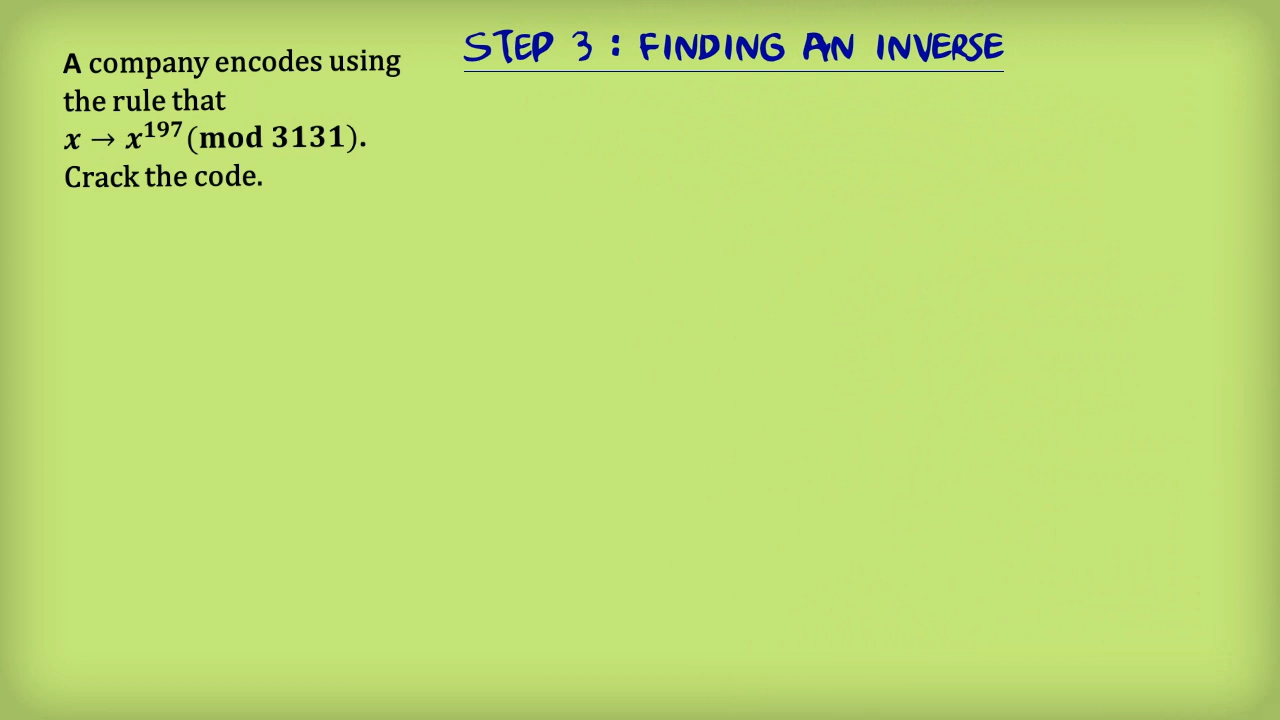 A company encodes using
the rule that
x → x¹⁹⁷(mod 3131).
Crack the code.
STEP 3 : FINDING AN INVERSE